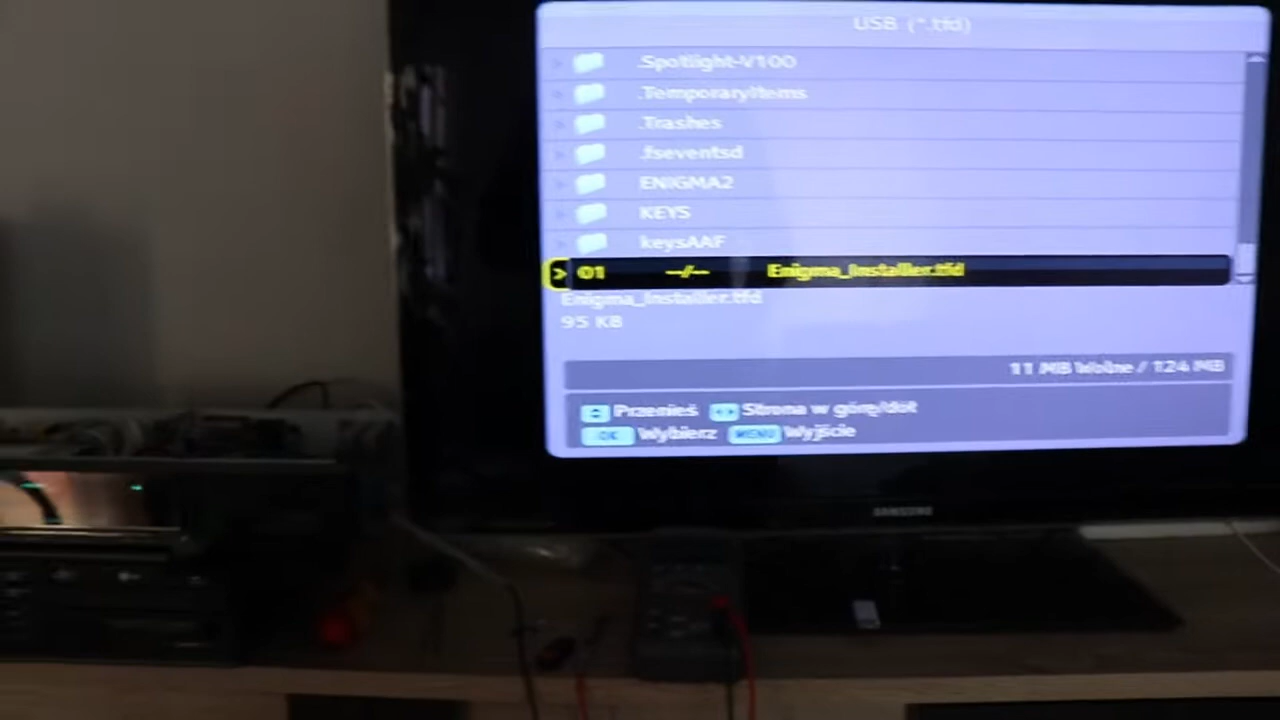 USB (*.tfd)
.Spotlight-V100
.TemporaryItems
.Trashes
.fseventsd
ENIGMA2
KEYS
keysAAF
> 01 --/-- Enigma_Installer.tfd
Enigma_Installer.tfd
95 KB
11 MB Wolne / 124 MB
Przenieś Strona w górę/dół
OK Wybierz MENU Wyjście
SAMSUNG